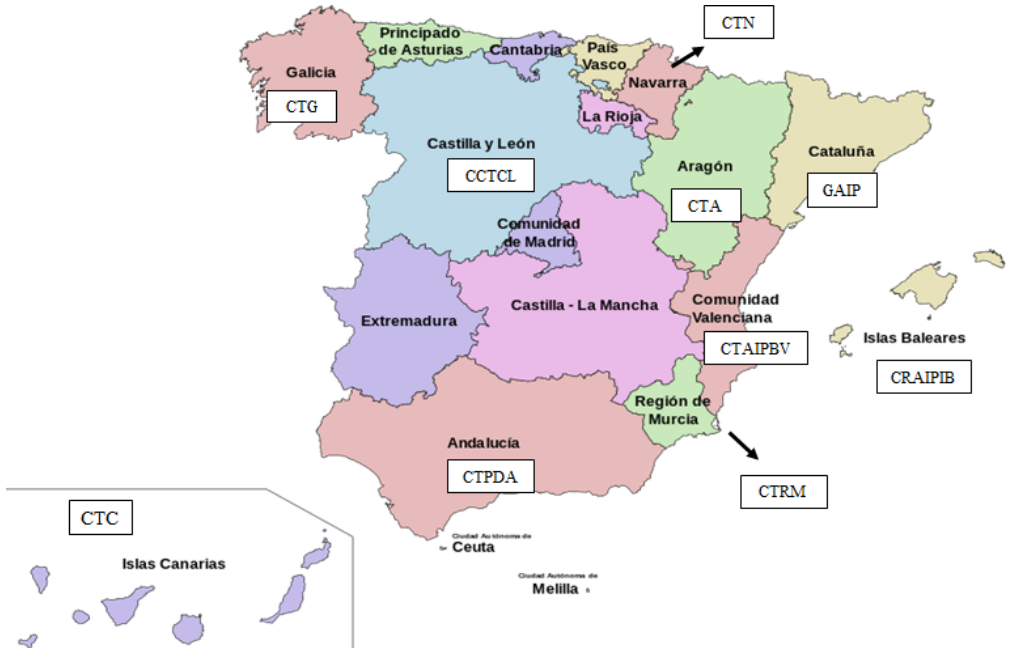 CTN
Principado
de Asturias
Cantabria
País
Vasco
Galicia
Navarra
CTG
La Rioja
Castilla y León
Cataluña
CCTCL
Aragón
GAIP
CTA
Comunidad
de Madrid
Castilla - La Mancha
Comunidad
Valenciana
Extremadura
Islas Baleares
CTAIPBV
CRAIPIB
Región de
Murcia
Andalucía
CTPDA
CTRM
CTC
Ciudad Autónoma de
Ceuta
Islas Canarias
Ciudad Autónoma de
Melilla